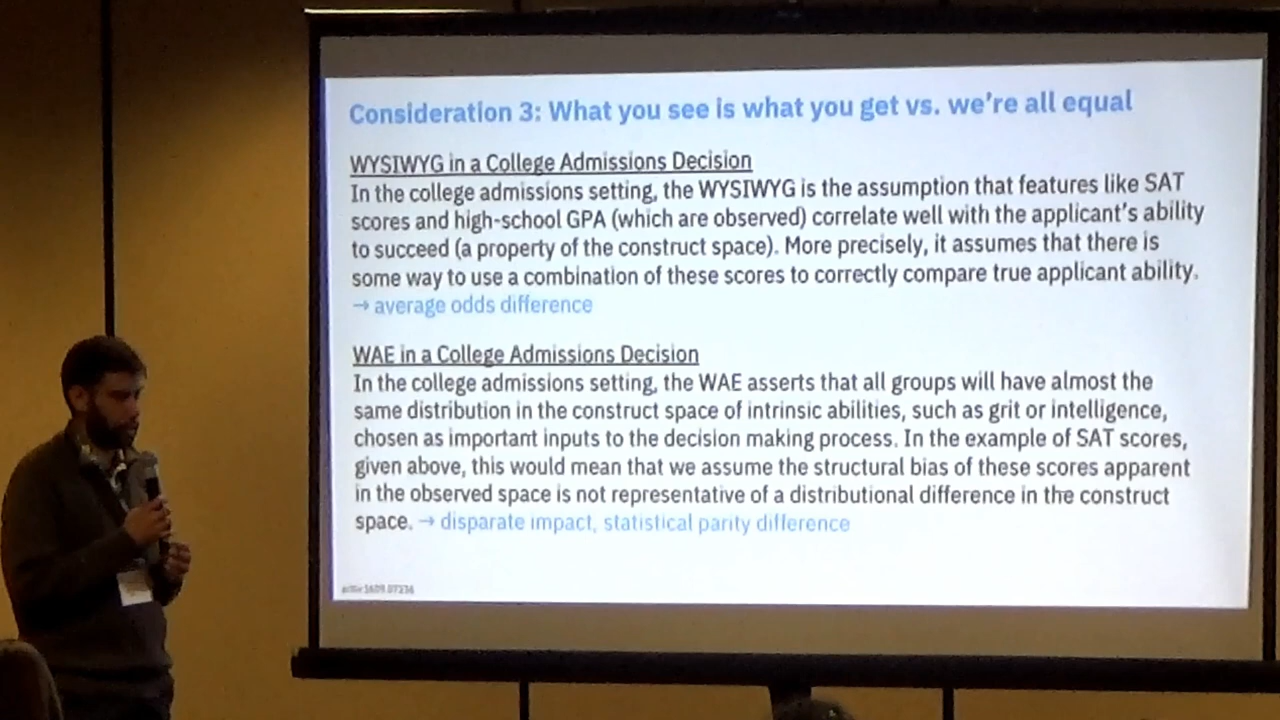 Consideration 3: What you see is what you get vs. we're all equal
WYSIWYG in a College Admissions Decision
In the college admissions setting, the WYSIWYG is the assumption that features like SAT
scores and high-school GPA (which are observed) correlate well with the applicant's ability
to succeed (a property of the construct space). More precisely, it assumes that there is
some way to use a combination of these scores to correctly compare true applicant ability.
→ average odds difference
WAE in a College Admissions Decision
In the college admissions setting, the WAE asserts that all groups will have almost the
same distribution in the construct space of intrinsic abilities, such as grit or intelligence,
chosen as important inputs to the decision making process. In the example of SAT scores,
given above, this would mean that we assume the structural bias of these scores apparent
in the observed space is not representative of a distributional difference in the construct
space. → disparate impact, statistical parity difference